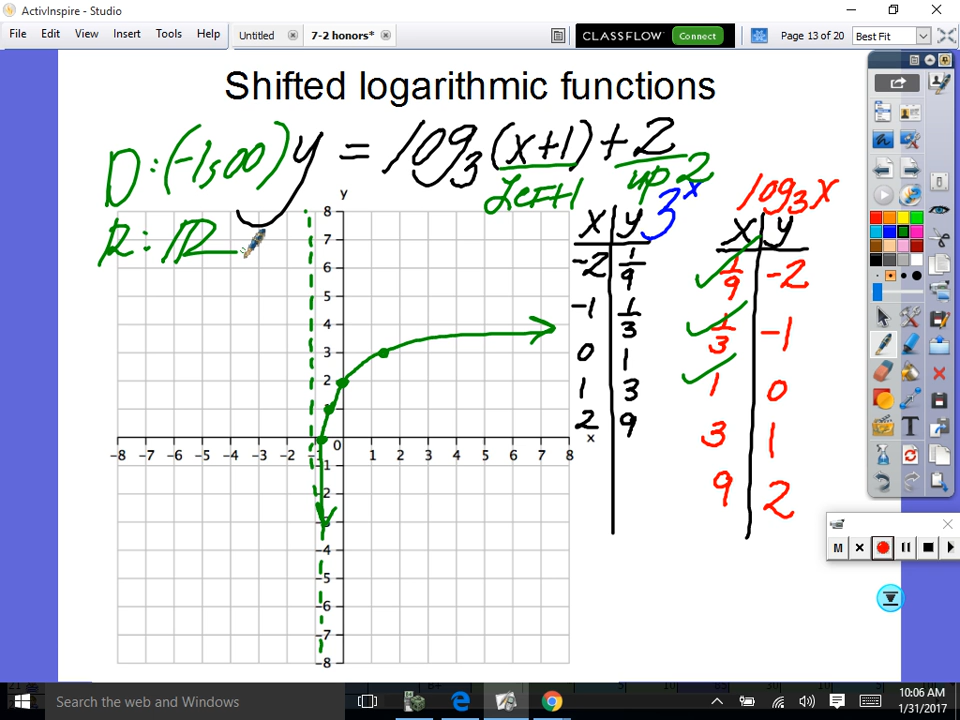 ActivInspire - Studio
File Edit View Insert Tools Help
Untitled
7-2 honors*
CLASSFLOW Connect
Page 13 of 20
Best Fit
Shifted logarithmic functions
D: (-1, ∞)
y = log₃(x+1)+2
Left 1
up 2
R: ℝ
3ˣ
log₃x
x y
-2 1/9
-1 1/3
0 1
1 3
2 9
x y
1/9 -2
1/3 -1
1 0
3 1
9 2
y
8
7
6
5
4
3
2
1
-8 -7 -6 -5 -4 -3 -2 -1 0 1 2 3 4 5 6 7 8
x
-1
-2
-3
-4
-5
-6
-7
-8
M
Search the web and Windows
10:06 AM
1/31/2017